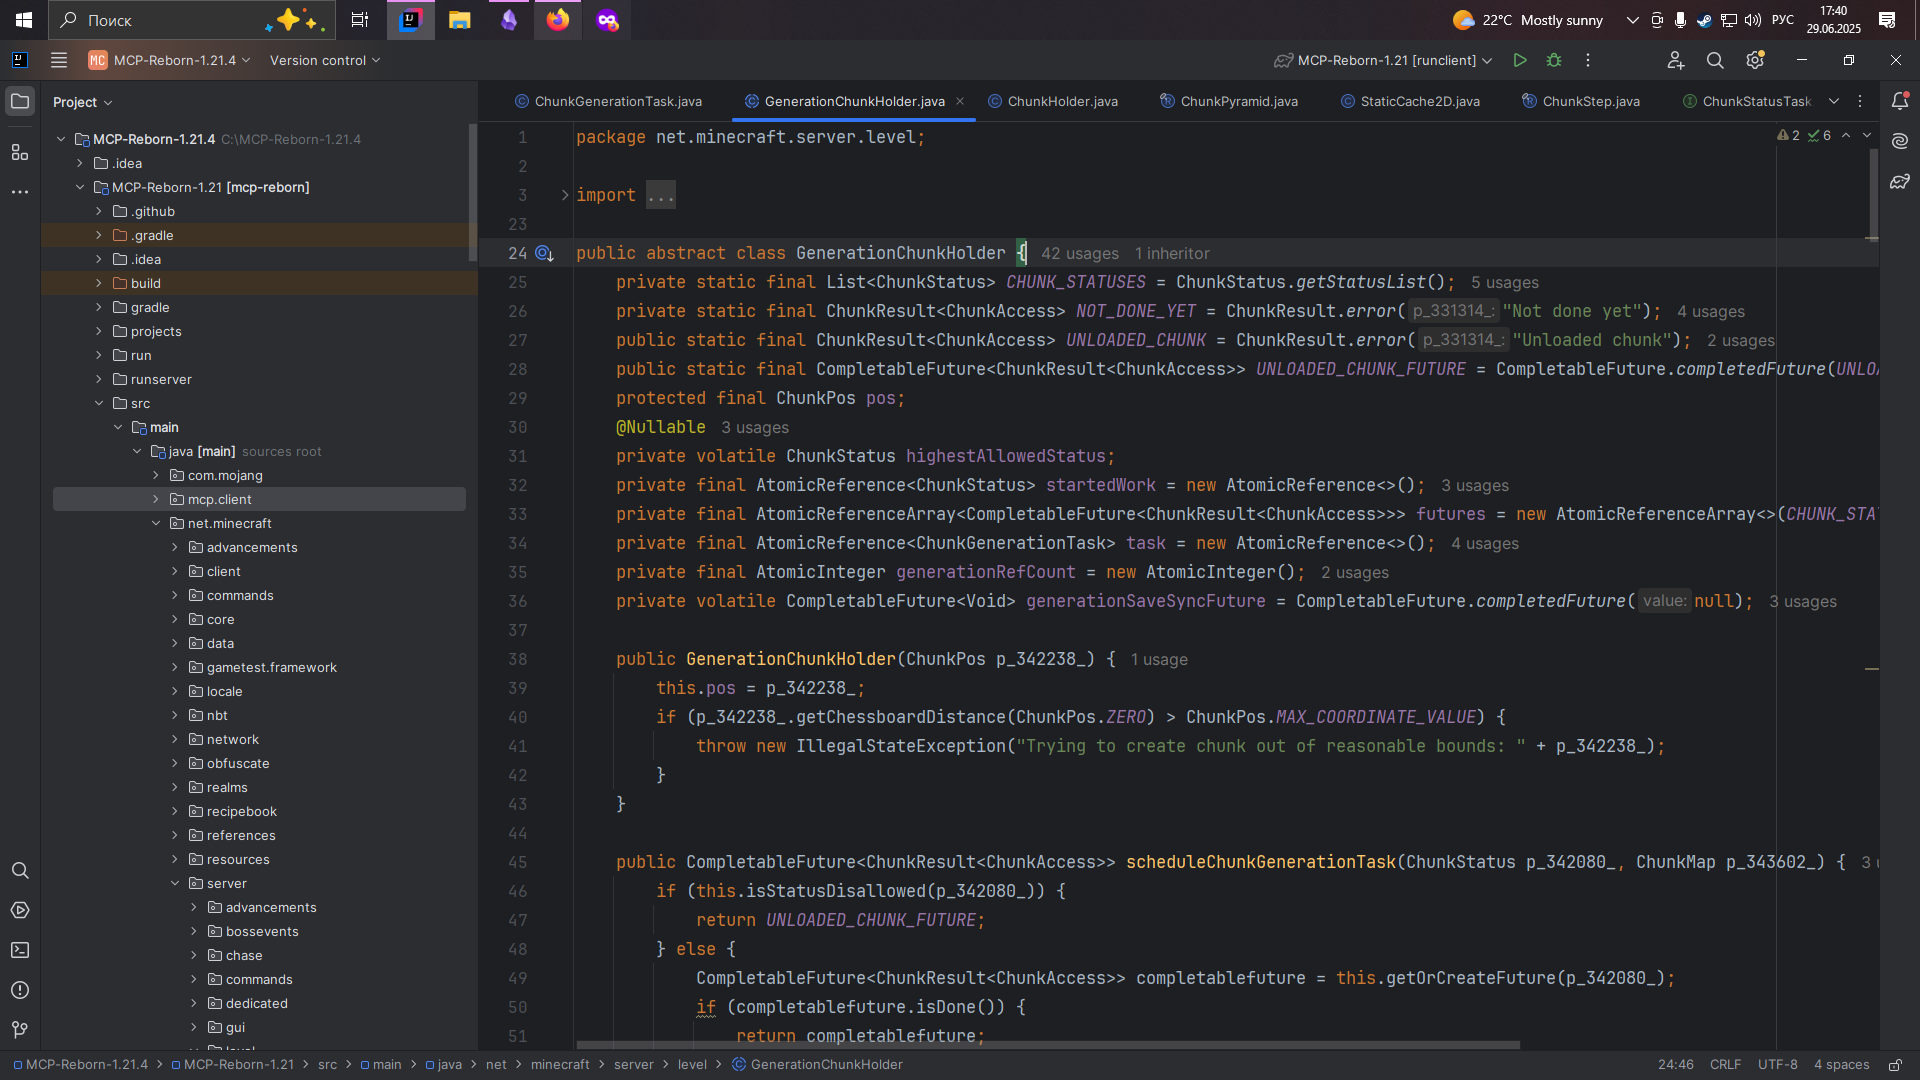 Поиск
22°C Mostly sunny
РУС
17:40
29.06.2025
MC MCP-Reborn-1.21.4
Version control
MCP-Reborn-1.21 [runclient]
Project
ChunkGenerationTask.java
GenerationChunkHolder.java
ChunkHolder.java
ChunkPyramid.java
StaticCache2D.java
ChunkStep.java
ChunkStatusTask
MCP-Reborn-1.21.4 C:\MCP-Reborn-1.21.4
.idea
MCP-Reborn-1.21 [mcp-reborn]
.github
.gradle
.idea
build
gradle
projects
run
runserver
src
main
java [main] sources root
com.mojang
mcp.client
net.minecraft
advancements
client
commands
core
data
gametest.framework
locale
nbt
network
obfuscate
realms
recipebook
references
resources
server
advancements
bossevents
chase
commands
dedicated
gui
2 6
1 package net.minecraft.server.level;
2
3 import ...
23
24 public abstract class GenerationChunkHolder { 42 usages 1 inheritor
25 private static final List<ChunkStatus> CHUNK_STATUSES = ChunkStatus.getStatusList(); 5 usages
26 private static final ChunkResult<ChunkAccess> NOT_DONE_YET = ChunkResult.error( p_331314_: "Not done yet"); 4 usages
27 public static final ChunkResult<ChunkAccess> UNLOADED_CHUNK = ChunkResult.error( p_331314_: "Unloaded chunk"); 2 usages
28 public static final CompletableFuture<ChunkResult<ChunkAccess>> UNLOADED_CHUNK_FUTURE = CompletableFuture.completedFuture(UNLO
29 protected final ChunkPos pos;
30 @Nullable 3 usages
31 private volatile ChunkStatus highestAllowedStatus;
32 private final AtomicReference<ChunkStatus> startedWork = new AtomicReference<>(); 3 usages
33 private final AtomicReferenceArray<CompletableFuture<ChunkResult<ChunkAccess>>> futures = new AtomicReferenceArray<>(CHUNK_STA
34 private final AtomicReference<ChunkGenerationTask> task = new AtomicReference<>(); 4 usages
35 private final AtomicInteger generationRefCount = new AtomicInteger(); 2 usages
36 private volatile CompletableFuture<Void> generationSaveSyncFuture = CompletableFuture.completedFuture( value: null); 3 usages
37
38 public GenerationChunkHolder(ChunkPos p_342238_) { 1 usage
39 this.pos = p_342238_;
40 if (p_342238_.getChessboardDistance(ChunkPos.ZERO) > ChunkPos.MAX_COORDINATE_VALUE) {
41 throw new IllegalStateException("Trying to create chunk out of reasonable bounds: " + p_342238_);
42 }
43 }
44
45 public CompletableFuture<ChunkResult<ChunkAccess>> scheduleChunkGenerationTask(ChunkStatus p_342080_, ChunkMap p_343602_) { 3 u
46 if (this.isStatusDisallowed(p_342080_)) {
47 return UNLOADED_CHUNK_FUTURE;
48 } else {
49 CompletableFuture<ChunkResult<ChunkAccess>> completablefuture = this.getOrCreateFuture(p_342080_);
50 if (completablefuture.isDone()) {
51 return completablefuture;
MCP-Reborn-1.21.4 > MCP-Reborn-1.21 > src > main > java > net > minecraft > server > level > GenerationChunkHolder
24:46 CRLF UTF-8 4 spaces